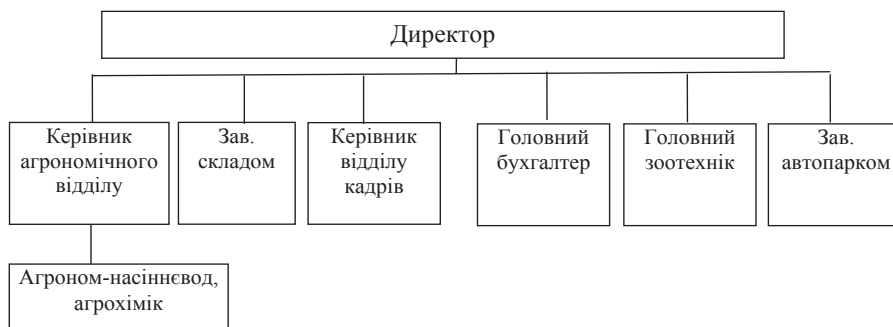 Директор
Керівник
агрономічного
відділу
Зав.
складом
Керівник
відділу
кадрів
Головний
бухгалтер
Головний
зоотехнік
Зав.
автопарком
Агроном-насіннєвод,
агрохімік